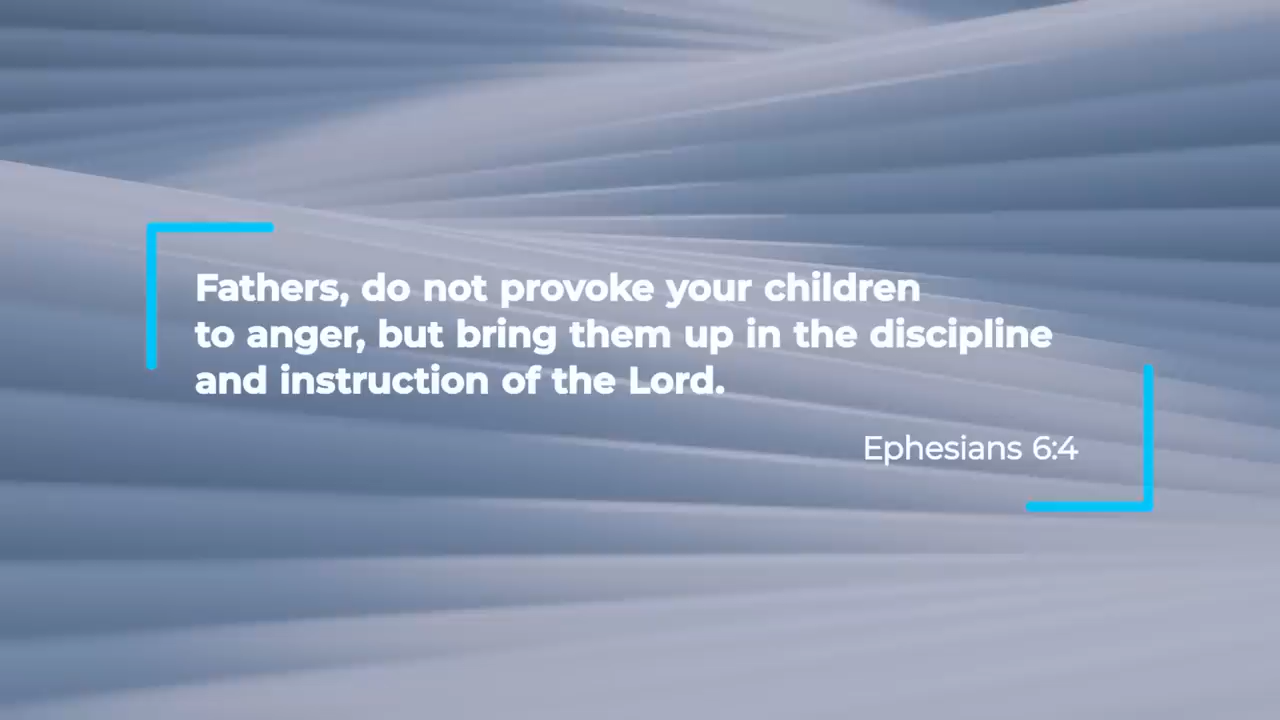 Fathers, do not provoke your children
to anger, but bring them up in the discipline
and instruction of the Lord.
Ephesians 6:4